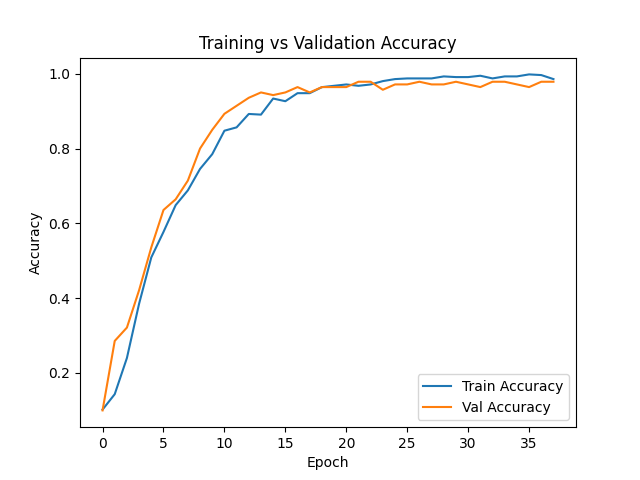 Training vs Validation Accuracy
1.0
0.8
0.6
0.4
0.2
Accuracy
Train Accuracy
Val Accuracy
0 5 10 15 20 25 30 35
Epoch